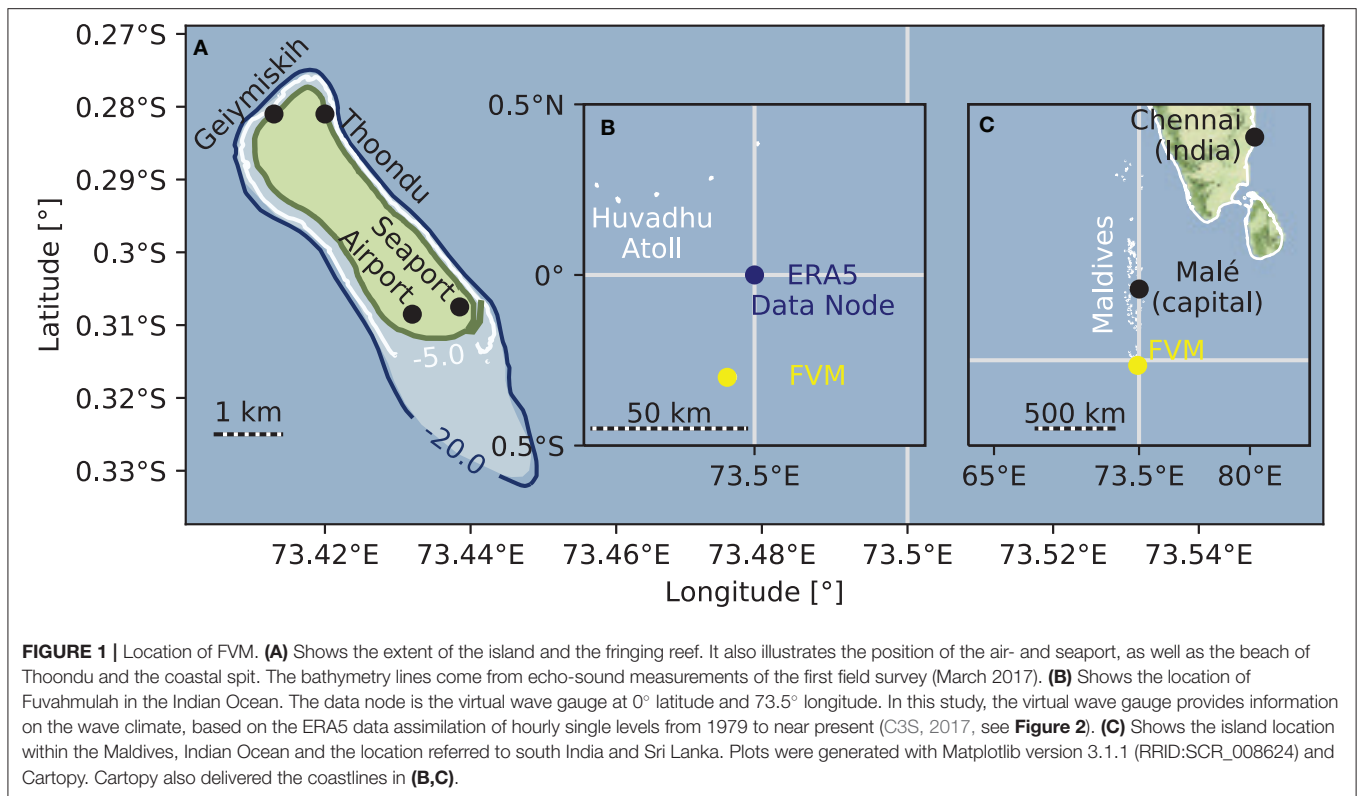 A
B
C
0.27°S
0.28°S
0.29°S
0.3°S
0.31°S
0.32°S
0.33°S
Latitude [°]
Geiymiskih
Thoondu
Seaport
Airport
-5.0
-20.0
1 km
0.5°N
0°
0.5°S
Huvadhu
Atoll
ERA5
Data Node
FVM
50 km
73.5°E
Chennai
(India)
Maldives
Malé
(capital)
FVM
500 km
65°E
73.5°E
80°E
73.42°E
73.44°E
73.46°E
73.48°E
73.5°E
73.52°E
73.54°E
Longitude [°]
FIGURE 1 | Location of FVM. (A) Shows the extent of the island and the fringing reef. It also illustrates the position of the air- and seaport, as well as the beach of
Thoondu and the coastal spit. The bathymetry lines come from echo-sound measurements of the first field survey (March 2017). (B) Shows the location of
Fuvahmulah in the Indian Ocean. The data node is the virtual wave gauge at 0° latitude and 73.5° longitude. In this study, the virtual wave gauge provides information
on the wave climate, based on the ERA5 data assimilation of hourly single levels from 1979 to near present (C3S, 2017, see Figure 2). (C) Shows the island location
within the Maldives, Indian Ocean and the location referred to south India and Sri Lanka. Plots were generated with Matplotlib version 3.1.1 (RRID:SCR_008624) and
Cartopy. Cartopy also delivered the coastlines in (B,C).